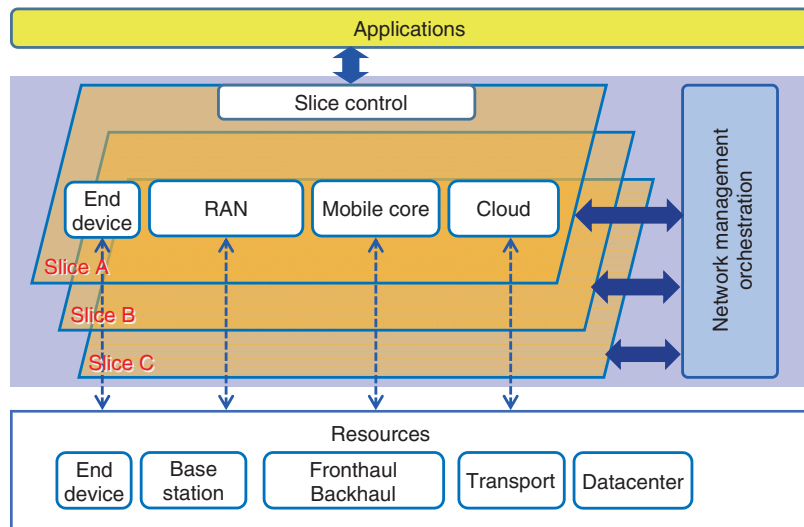 Applications
Slice control
End
device
RAN
Mobile core
Cloud
Slice A
Slice B
Slice C
Network management
orchestration
Resources
End
device
Base
station
Fronthaul
Backhaul
Transport
Datacenter